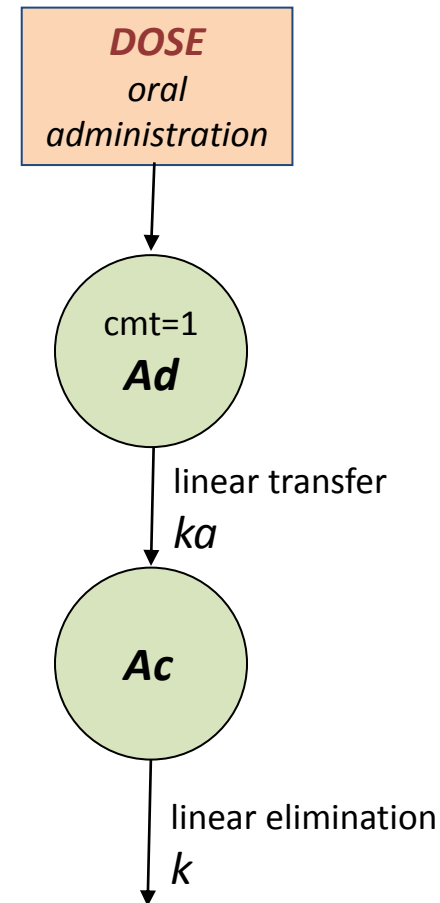 DOSE
oral
administration
cmt=1
Ad
linear transfer
ka
Ac
linear elimination
k